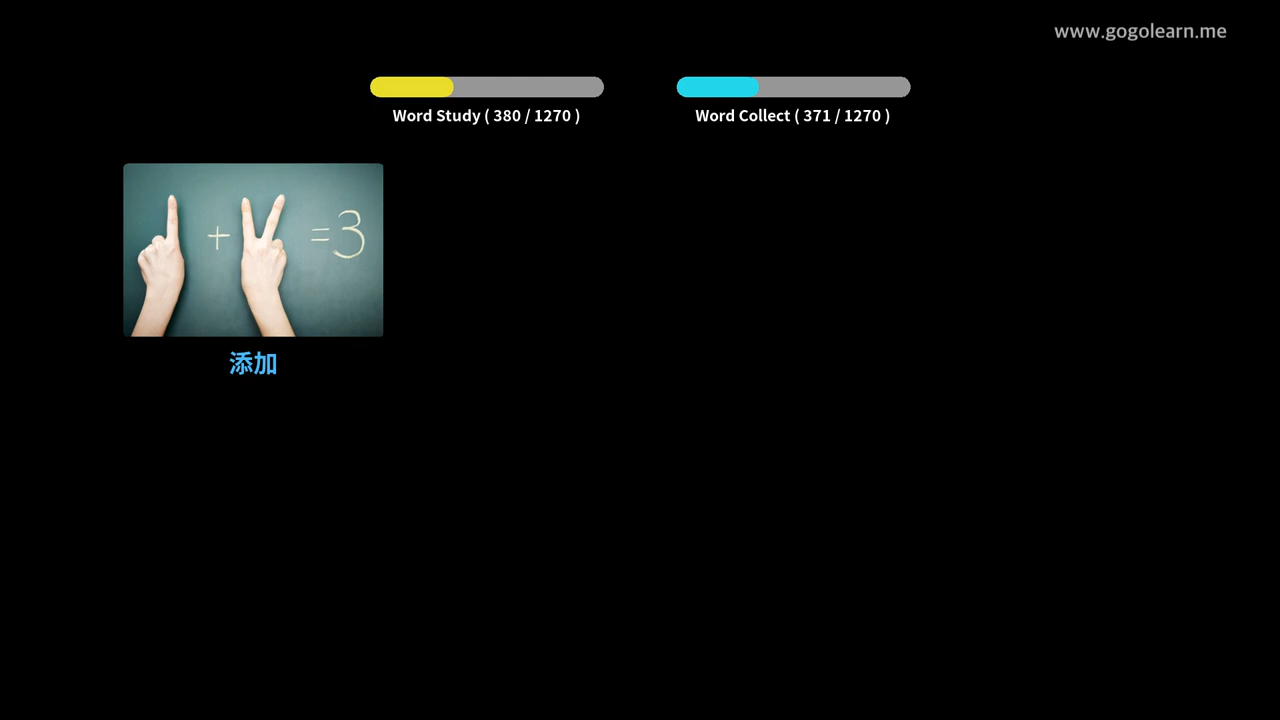 www.gogolearn.me
Word Study ( 380 / 1270 )
Word Collect ( 371 / 1270 )
+ =3
添加